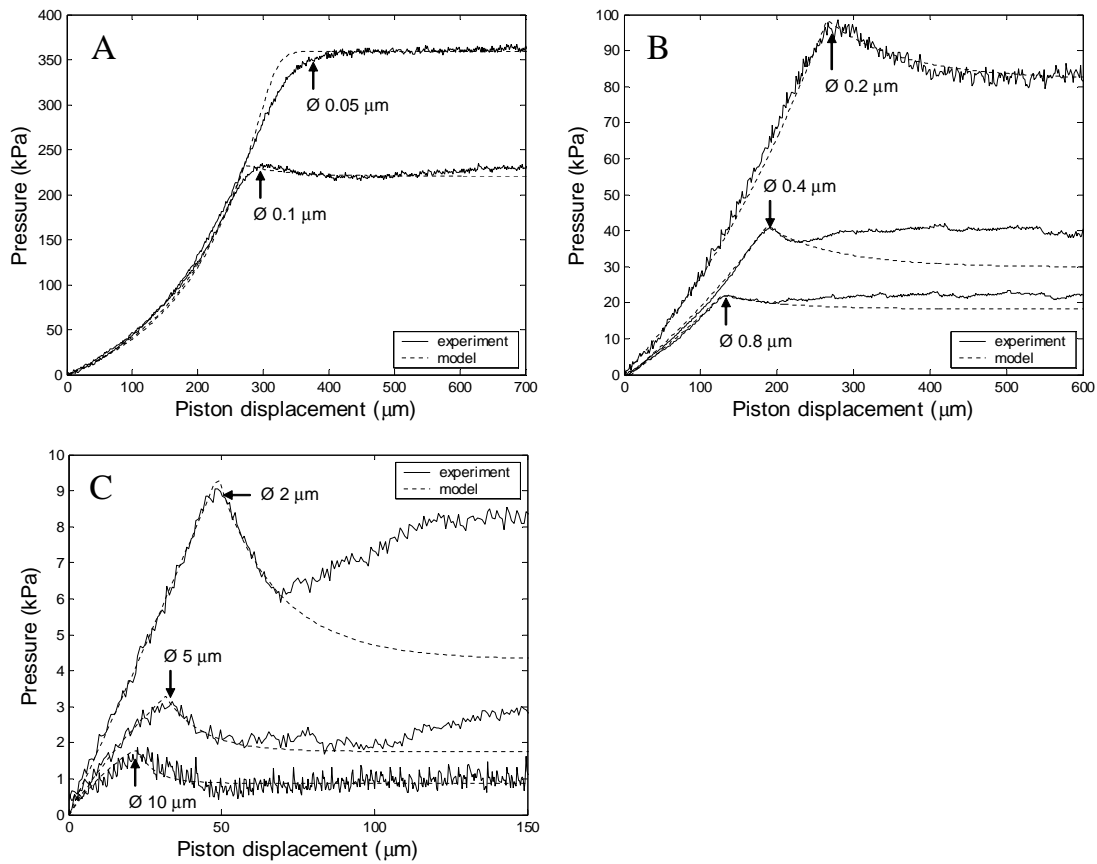 A
400
350
300
250
200
150
100
50
0
Pressure (kPa)
Ø 0.05 μm
Ø 0.1 μm
experiment
model
0 100 200 300 400 500 600 700
Piston displacement (μm)
B
100
90
80
70
60
50
40
30
20
10
0
Pressure (kPa)
Ø 0.2 μm
Ø 0.4 μm
Ø 0.8 μm
experiment
model
0 100 200 300 400 500 600
Piston displacement (μm)
C
10
9
8
7
6
5
4
3
2
1
0
Pressure (kPa)
experiment
model
Ø 2 μm
Ø 5 μm
Ø 10 μm
0 50 100 150
Piston displacement (μm)